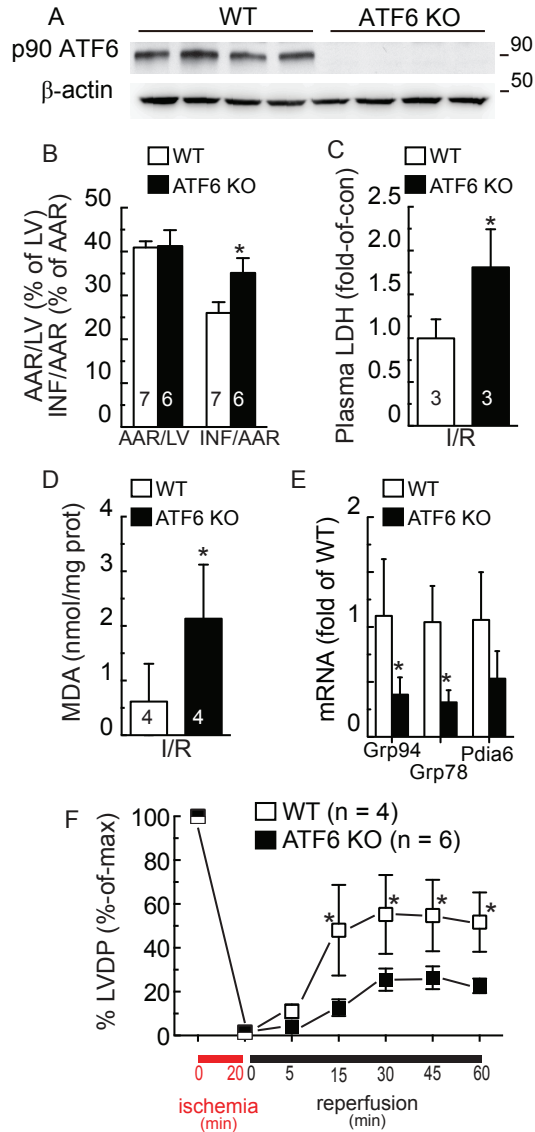 A
WT
ATF6 KO
p90 ATF6
90
β-actin
50
B
WT
ATF6 KO
AAR/LV (% of LV)
INF/AAR (% of AAR)
50
40
30
20
10
0
7
6
7
6
*
AAR/LV
INF/AAR
C
WT
ATF6 KO
Plasma LDH (fold-of-con)
2.5
2.0
1.5
1.0
0.5
0
3
3
*
I/R
D
WT
ATF6 KO
MDA (nmol/mg prot)
4
3
2
1
0
4
4
*
I/R
E
WT
ATF6 KO
mRNA (fold of WT)
2
1
0
*
*
Grp94
Grp78
Pdia6
F
WT (n = 4)
ATF6 KO (n = 6)
% LVDP (%-of-max)
100
80
60
40
20
0
*
*
*
*
0 20 0 5 15 30 45 60
ischemia
(min)
reperfusion
(min)